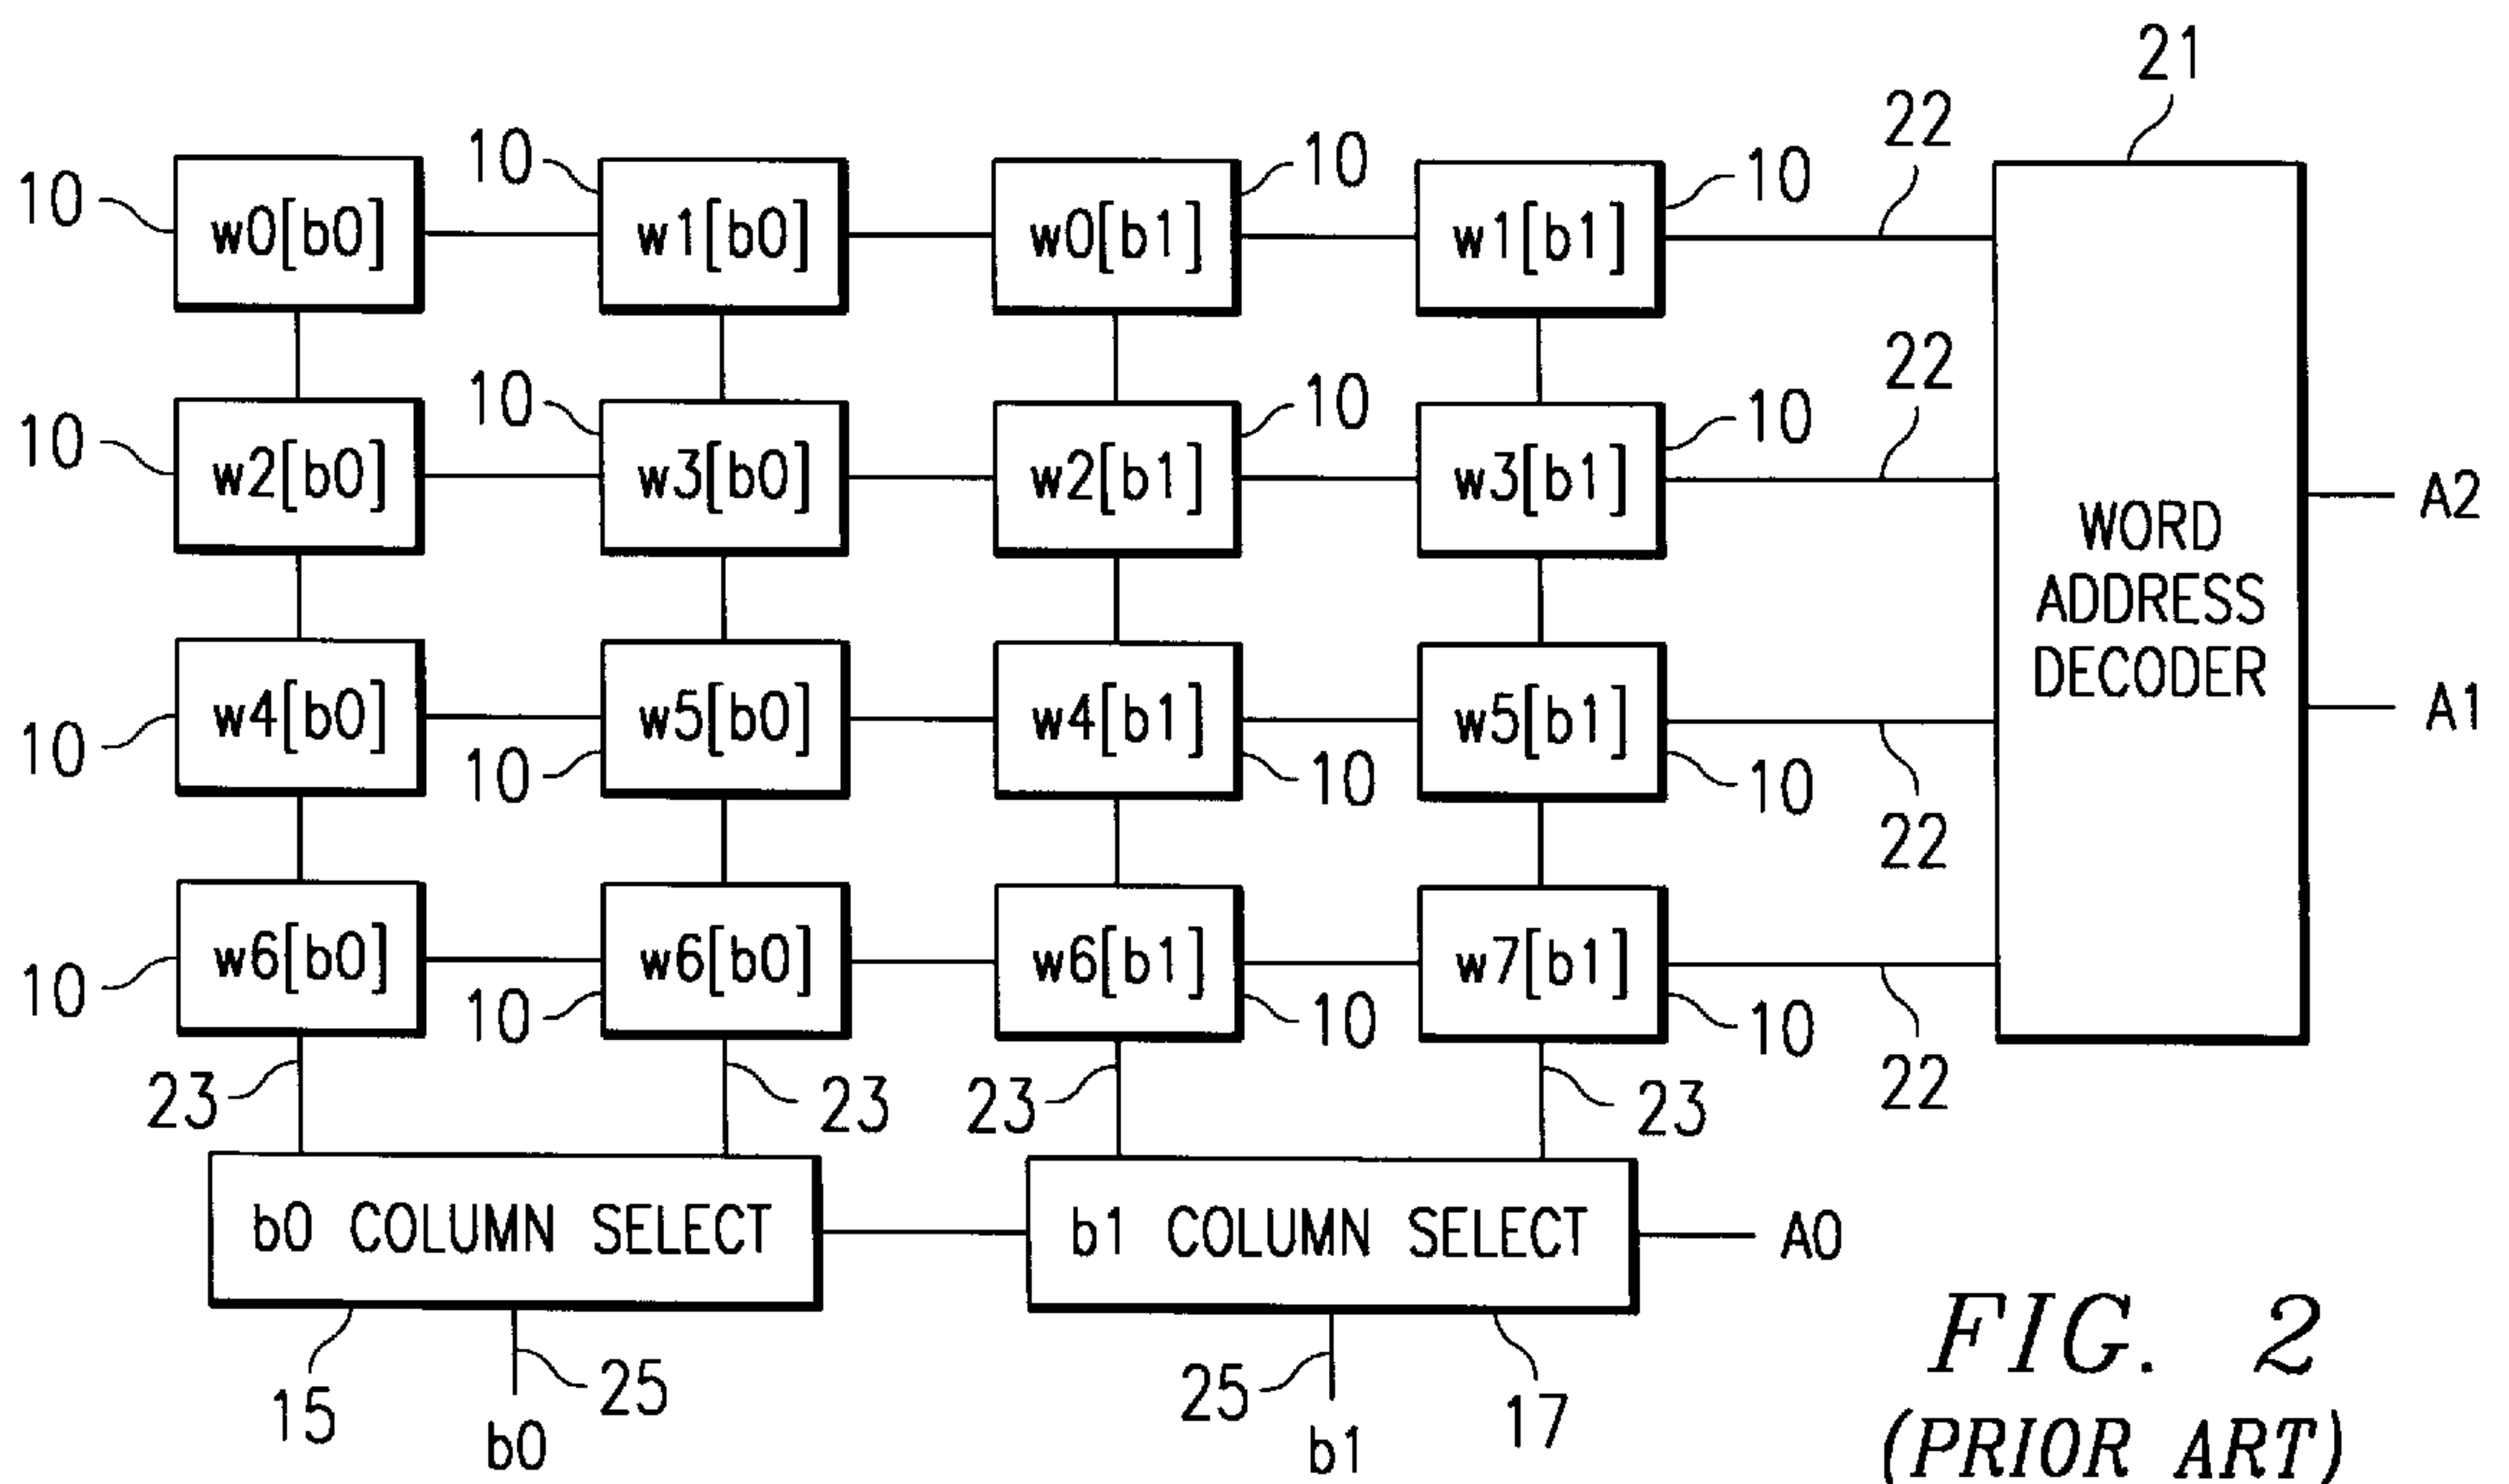 21
22
10 w0[b0] 10 w1[b0] w0[b1] 10 w1[b1] 10
22
10 w2[b0] 10 w3[b0] w2[b1] 10 w3[b1] 10
A2
WORD
ADDRESS
DECODER
A1
10 w4[b0] 10 w5[b0] w4[b1] 10 w5[b1] 10
22
10 w6[b0] 10 w6[b0] w6[b1] 10 w7[b1] 10
22
23 23 23 23
b0 COLUMN SELECT b1 COLUMN SELECT A0
15 25 25 17
b0 b1
FIG. 2
(PRIOR ART)